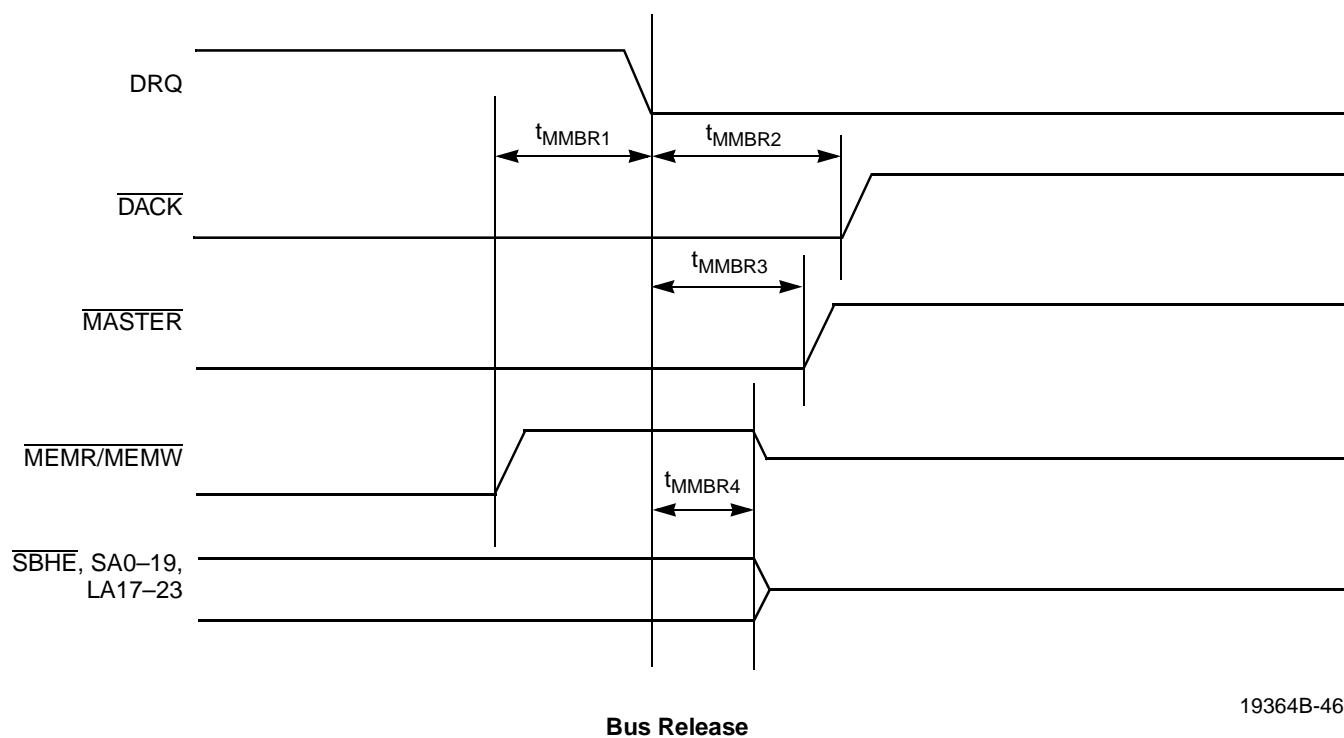 DRQ
tMMBR1
tMMBR2
DACK
tMMBR3
MASTER
MEMR/MEMW
tMMBR4
SBHE, SA0–19,
LA17–23
19364B-46
Bus Release